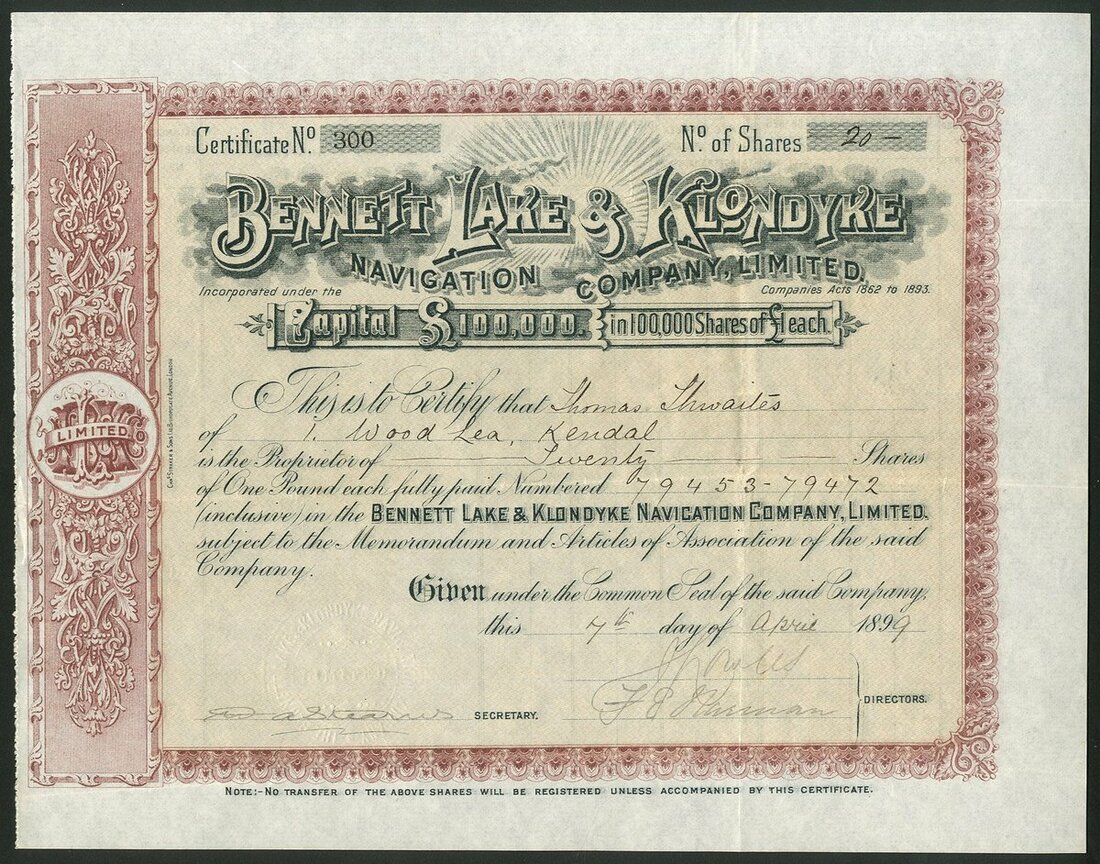 Certificate No. 300 No. of Shares 20 —
BENNETT LAKE & KLONDYKE
NAVIGATION COMPANY, LIMITED.
Incorporated under the Companies Acts 1862 to 1893.
Capital £100,000. in 100,000 Shares of £1 each.
This is to Certify that Thomas Thwaites
of 1. Wood Lea, Kendal
is the Proprietor of Twenty Shares
of One Pound each fully paid Numbered 79453-79472
(inclusive) in the BENNETT LAKE & KLONDYKE NAVIGATION COMPANY, LIMITED.
subject to the Memorandum and Articles of Association of the said
Company.
Given under the Common Seal of the said Company,
this 7th day of April 1899
SECRETARY.
DIRECTORS.
NOTE:-NO TRANSFER OF THE ABOVE SHARES WILL BE REGISTERED UNLESS ACCOMPANIED BY THIS CERTIFICATE.
LIMITED